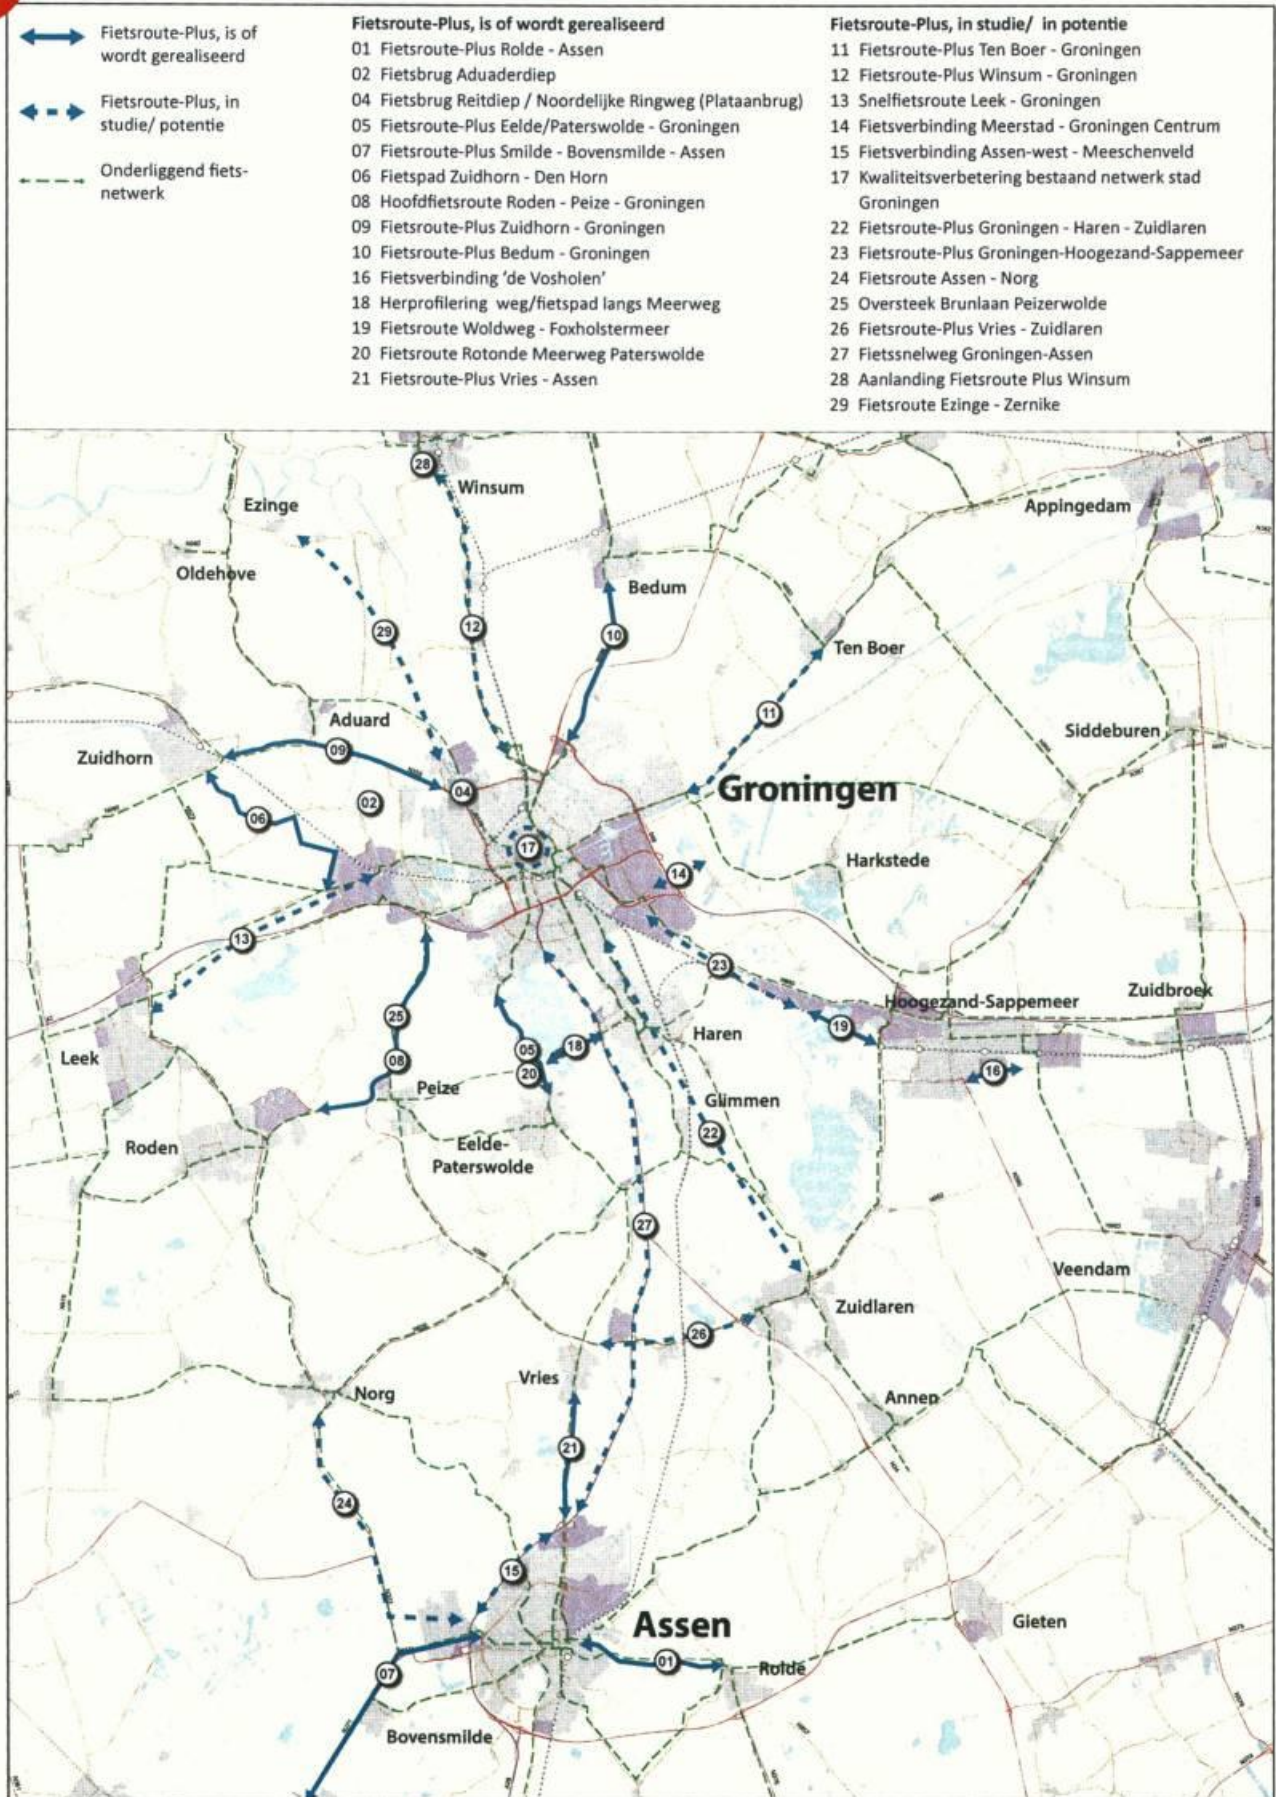 Fietsroute-Plus, is of
wordt gerealiseerd
Fietsroute-Plus, in
studie/ potentie
Onderliggend fiets-
netwerk
Fietsroute-Plus, is of wordt gerealiseerd
01 Fietsroute-Plus Rolde - Assen
02 Fietsbrug Aduaderdiep
04 Fietsbrug Reitdiep / Noordelijke Ringweg (Plataanbrug)
05 Fietsroute-Plus Eelde/Paterswolde - Groningen
07 Fietsroute-Plus Smilde - Bovensmilde - Assen
06 Fietspad Zuidhorn - Den Horn
08 Hoofdfietsroute Roden - Peize - Groningen
09 Fietsroute-Plus Zuidhorn - Groningen
10 Fietsroute-Plus Bedum - Groningen
16 Fietsverbinding ‘de Vosholen’
18 Herprofilering weg/fietspad langs Meerweg
19 Fietsroute Woldweg - Foxholstermeer
20 Fietsroute Rotonde Meerweg Paterswolde
21 Fietsroute-Plus Vries - Assen
Fietsroute-Plus, in studie/ in potentie
11 Fietsroute-Plus Ten Boer - Groningen
12 Fietsroute-Plus Winsum - Groningen
13 Snelfietsroute Leek - Groningen
14 Fietsverbinding Meerstad - Groningen Centrum
15 Fietsverbinding Assen-west - Meeschenveld
17 Kwaliteitsverbetering bestaand netwerk stad
Groningen
22 Fietsroute-Plus Groningen - Haren - Zuidlaren
23 Fietsroute-Plus Groningen-Hoogezand-Sappemeer
24 Fietsroute Assen - Norg
25 Oversteek Brunlaan Peizerwolde
26 Fietsroute-Plus Vries - Zuidlaren
27 Fietssnelweg Groningen-Assen
28 Aanlanding Fietsroute Plus Winsum
29 Fietsroute Ezinge - Zernike
28
Winsum
Ezinge
Appingedam
Oldehove
Bedum
29
12
10
Ten Boer
11
Aduard
Siddeburen
Zuidhorn
09
Groningen
04
02
06
17
Harkstede
14
13
23
Zuidbroek
Hoogezand-Sappemeer
25
19
Haren
Leek
05
18
08
20
16
Peize
Glimmen
22
Roden
Eelde-
Paterswolde
27
Veendam
Zuidlaren
26
Vries
Norg
Annen
21
24
15
Assen
Gieten
01
Rolde
07
Bovensmilde